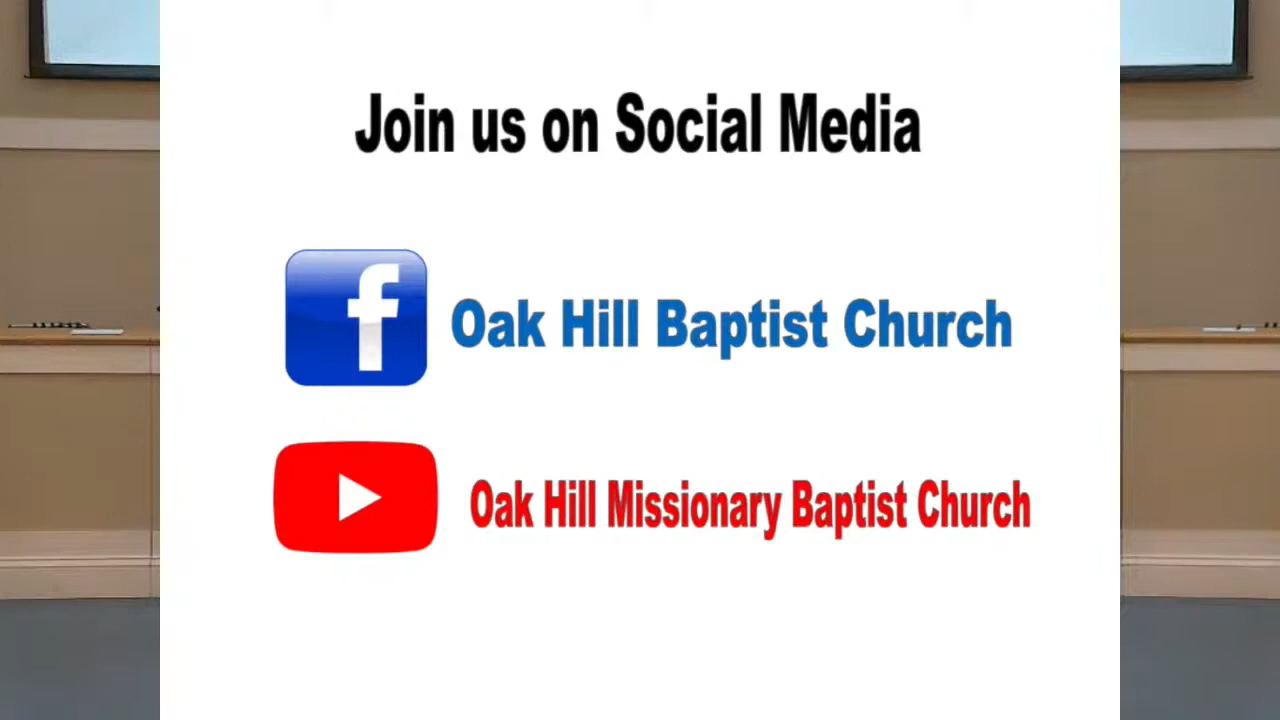 Join us on Social Media
f
Oak Hill Baptist Church
Oak Hill Missionary Baptist Church